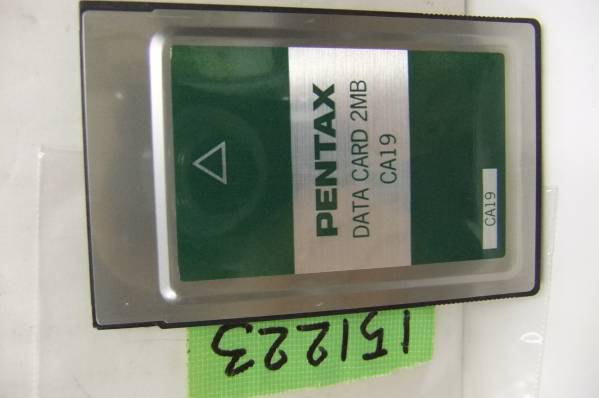 PENTAX
DATA CARD 2MB
CA19
CA19
151223